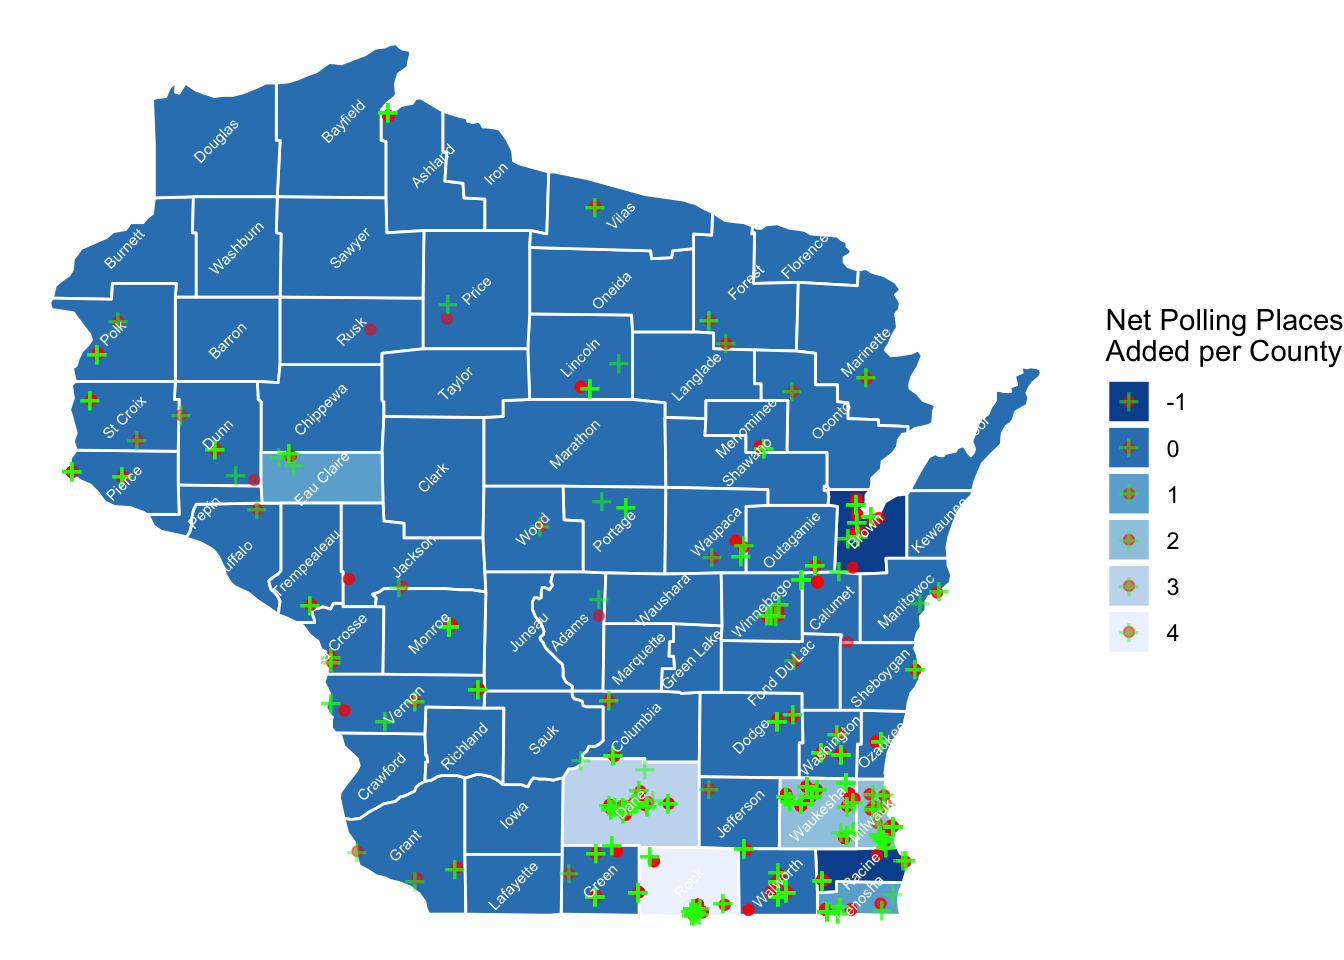 Bayfield
Douglas
Ashland
Iron
Vilas
Burnett
Washburn
Sawyer
Florence
Price
Forest
Oneida
Net Polling Places
Added per County
Polk
Barron
Rusk
Lincoln
Marinette
Langlade
Taylor
-1
St Croix
Chippewa
Oconto
Menominee
0
Dunn
Marathon
Shawano
Pierce
Eau Claire
Clark
1
Pepin
Wood
Portage
Waupaca
Outagamie
Brown
Kewaunee
2
uffalo
Trempealeau
Jackson
3
Juneau
Adams
Waushara
Winnebago
Calumet
Manitowoc
4
Crosse
Monroe
Marquette
Green Lake
Fond Du Lac
Sheboygan
Vernon
Richland
Sauk
Columbia
Dodge
Washington
Ozaukee
Crawford
Iowa
Dane
Jefferson
Waukesha
Milwauk
Grant
Lafayette
Green
Rock
Walworth
Racine
enosha